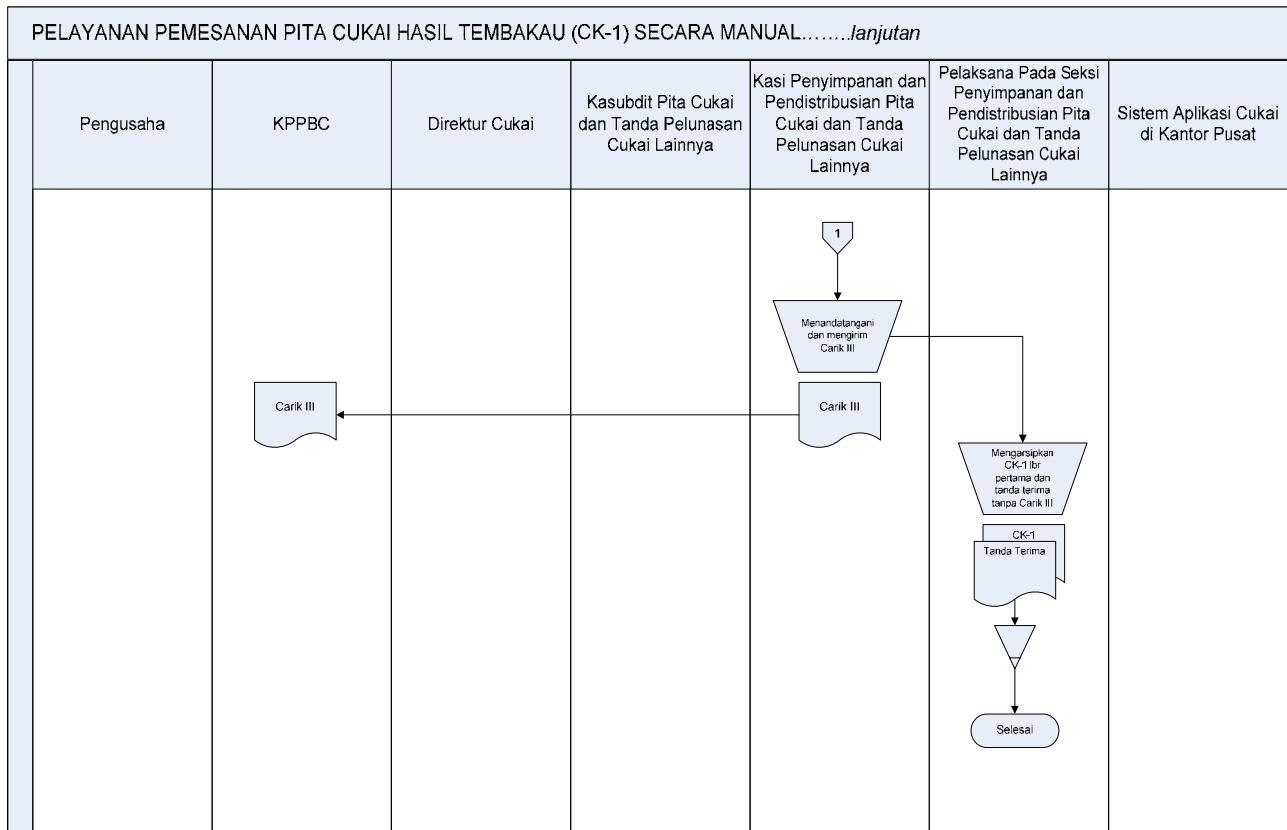 PELAYANAN PEMESANAN PITA CUKAI HASIL TEMBAKAU (CK-1) SECARA MANUAL........lanjutan
Pengusaha
KPPBC
Direktur Cukai
Kasubdit Pita Cukai
dan Tanda Pelunasan
Cukai Lainnya
Kasi Penyimpanan dan
Pendistribusian Pita
Cukai dan Tanda
Pelunasan Cukai
Lainnya
Pelaksana Pada Seksi
Penyimpanan dan
Pendistribusian Pita
Cukai dan Tanda
Pelunasan Cukai
Lainnya
Sistem Aplikasi Cukai
di Kantor Pusat
1
Menandatangani
dan mengirim
Carik III
Carik III
Carik III
Mengarsipkan
CK-1 lbr
pertama dan
tanda terima
tanpa Carik III
CK-1
Tanda Terima
Selesai